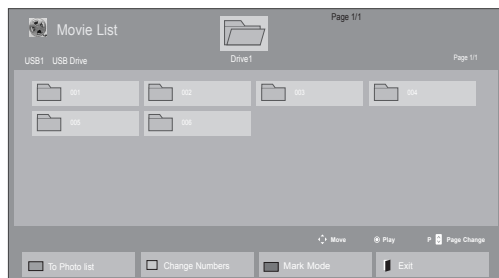 Page 1/1
Movie List
Drive1
USB1 USB Drive
Page 1/1
001 002 003 004
005 006
Move Play P Page Change
To Photo list Change Numbers Mark Mode Exit